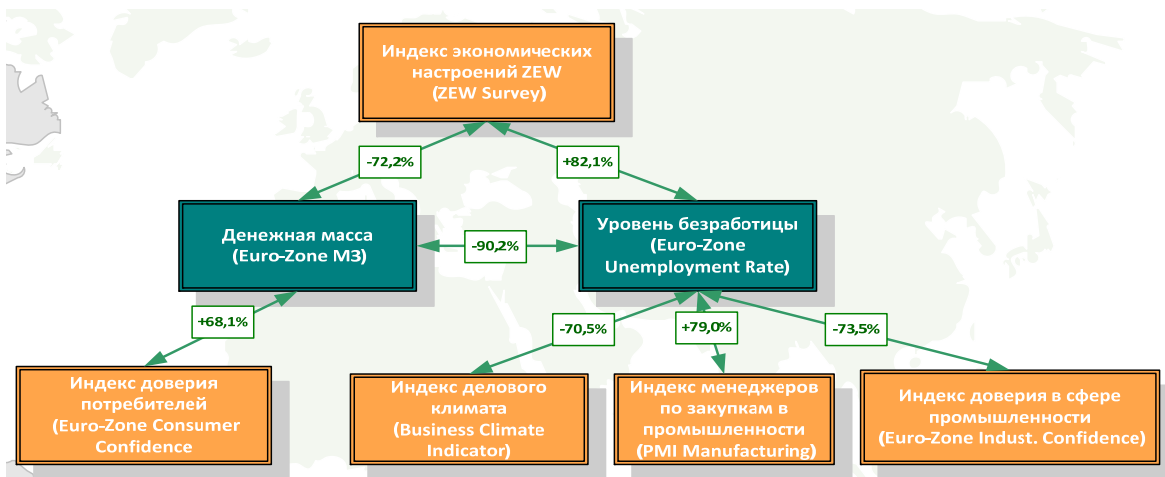 Индекс экономических
настроений ZEW
(ZEW Survey)
-72,2%
+82,1%
Денежная масса
(Euro-Zone M3)
-90,2%
Уровень безработицы
(Euro-Zone
Unemployment Rate)
+68,1%
-70,5%
+79,0%
-73,5%
Индекс доверия
потребителей
(Euro-Zone Consumer
Confidence
Индекс делового
климата
(Business Climate
Indicator)
Индекс менеджеров
по закупкам в
промышленности
(PMI Manufacturing)
Индекс доверия в сфере
промышленности
(Euro-Zone Indust. Confidence)